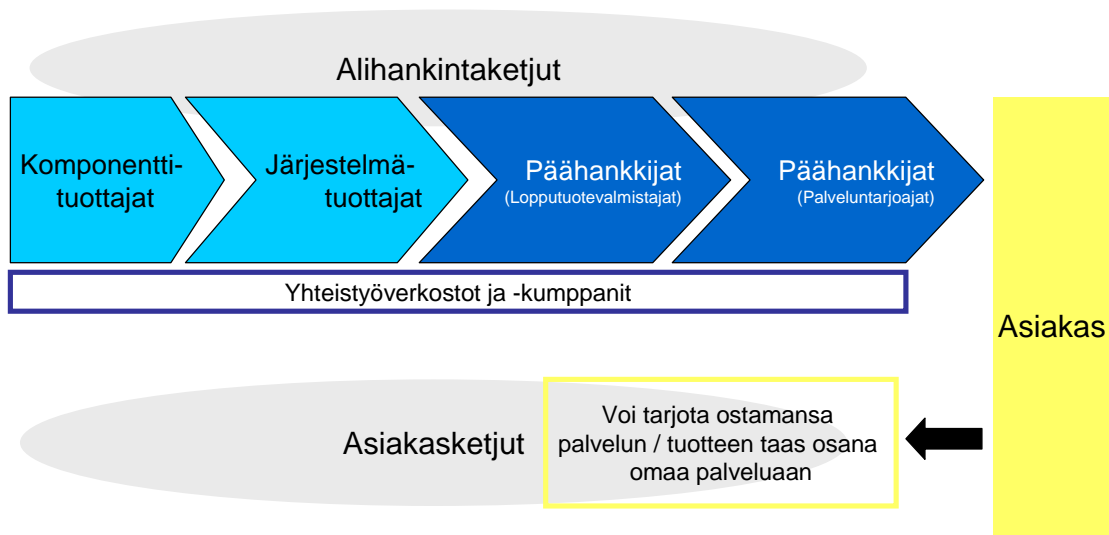 Alihankintaketjut
Komponentti-
tuottajat
Järjestelmä-
tuottajat
Päähankkijat
(Lopputuotevalmistajat)
Päähankkijat
(Palveluntarjoajat)
Yhteistyöverkostot ja -kumppanit
Asiakas
Asiakasketjut
Voi tarjota ostamansa
palvelun / tuotteen taas osana
omaa palveluaan